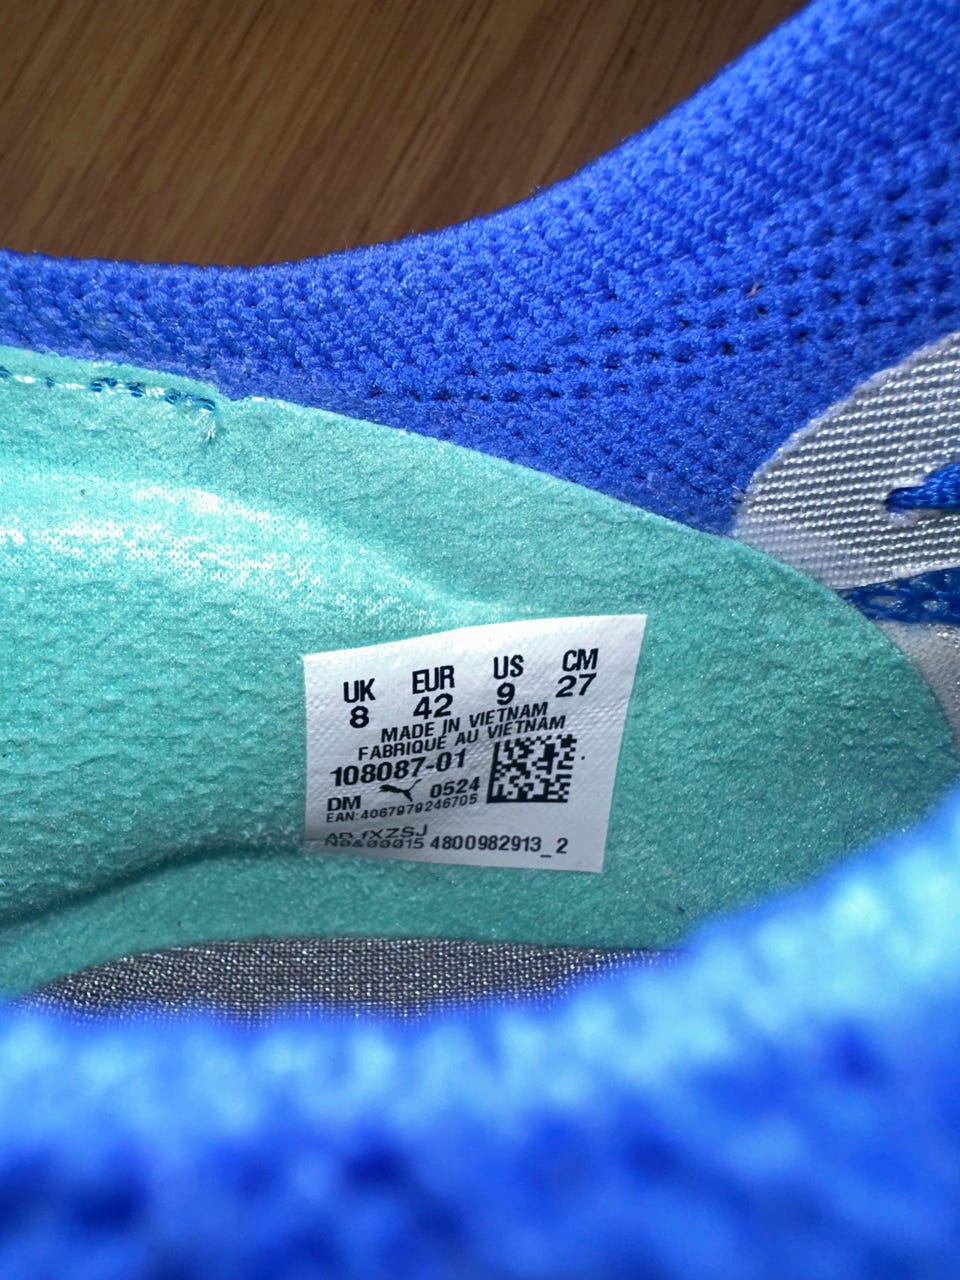 UK EUR US CM
8 42 9 27
MADE IN VIETNAM
FABRIQUÉ AU VIETNAM
108087-01
DM 0524
EAN:4067979246705
4800982913_2